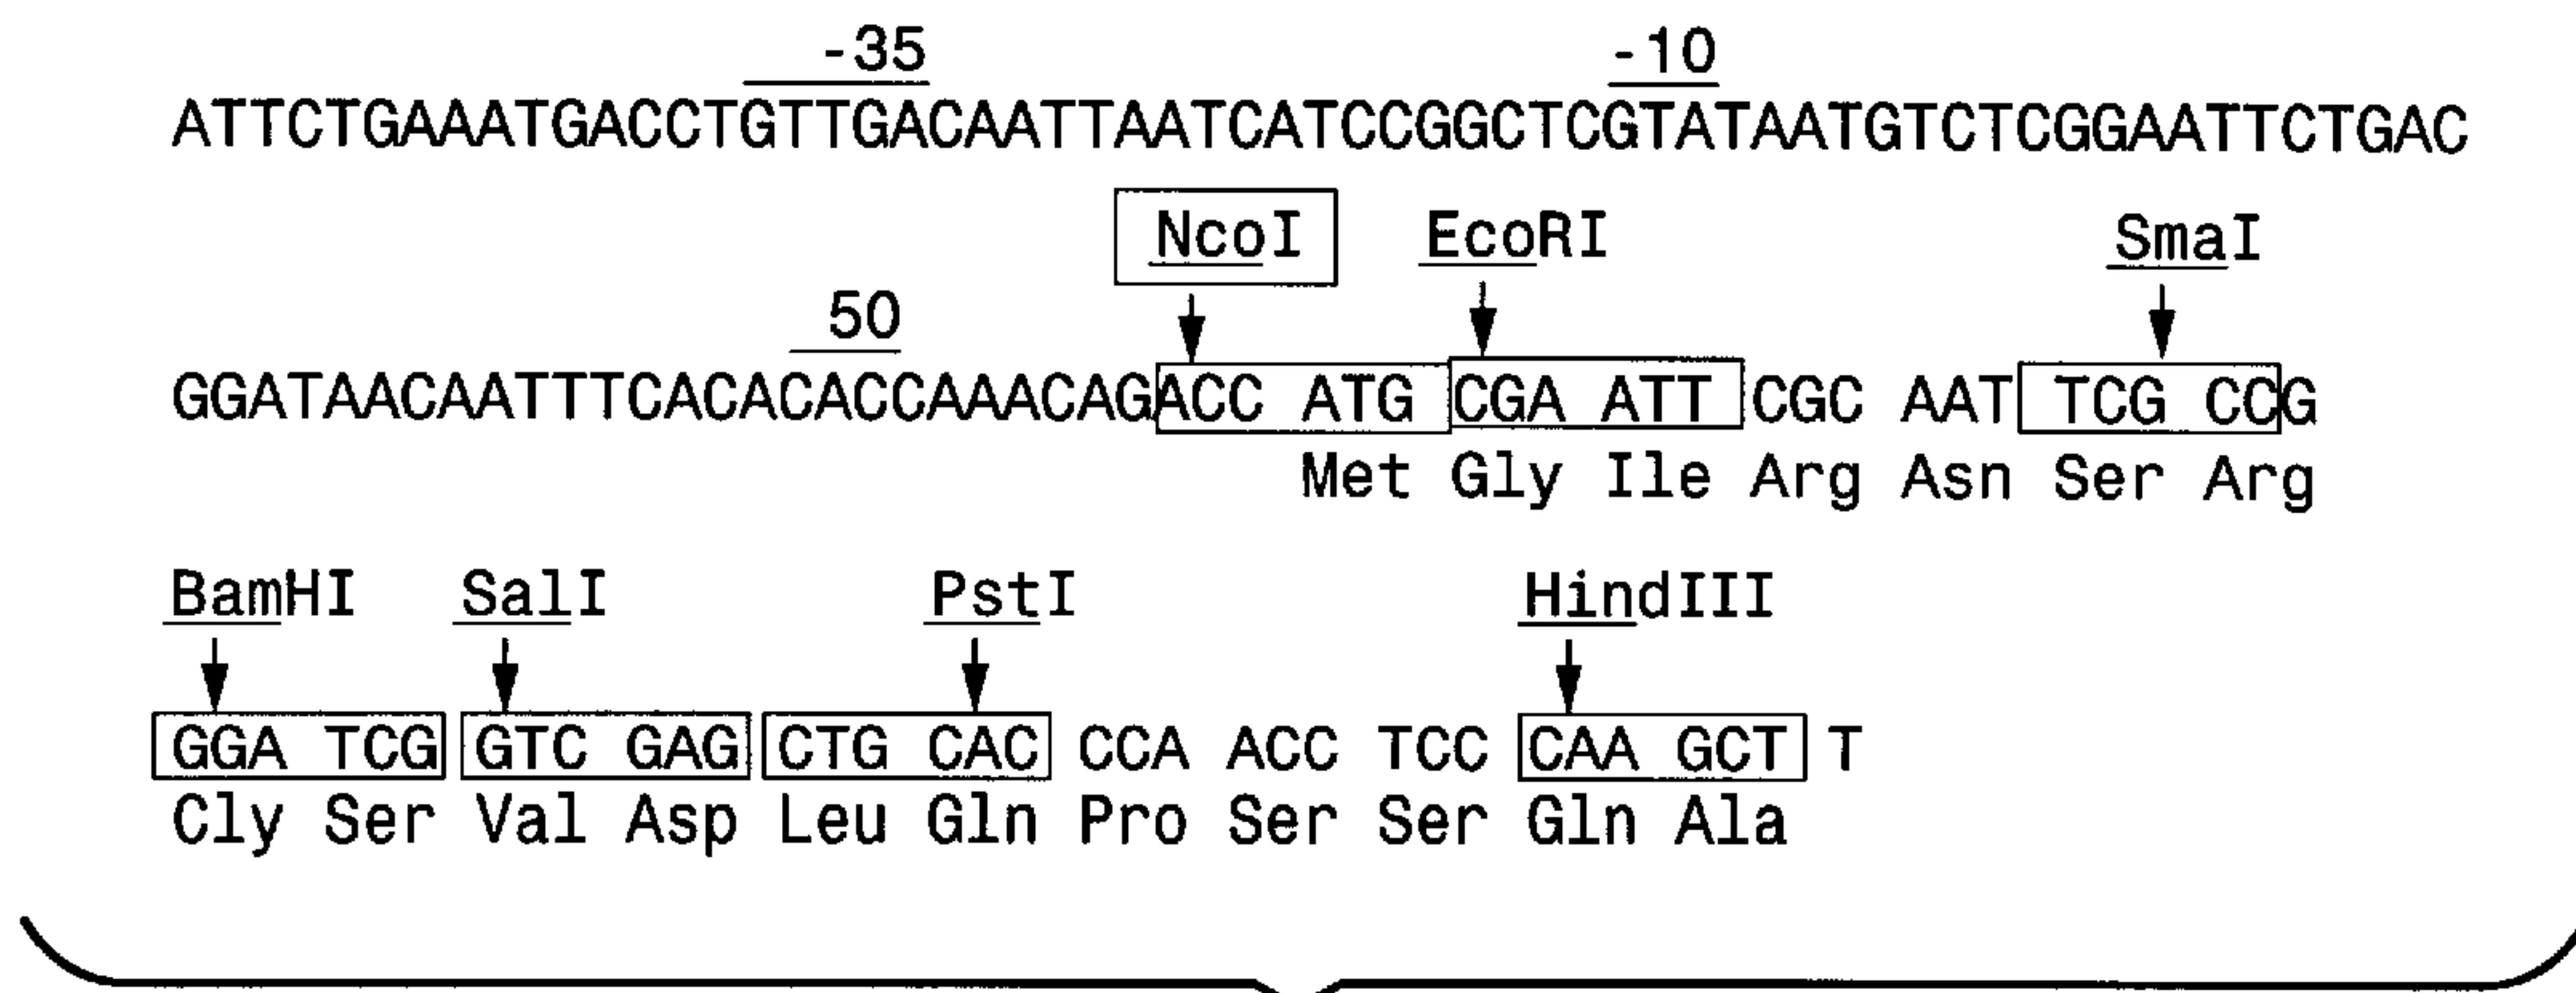 -35 -10
ATTCTGAAATGACCTGTTGACAATTAATCATCCGGCTCGTATAATGTCTCGGAATTCTGAC
NcoI EcoRI SmaI
50
GGATAACAATTTCACACACCAAACAGACC ATG CGA ATT CGC AAT TCG CCG
Met Gly Ile Arg Asn Ser Arg
BamHI SalI PstI HindIII
GGA TCG GTC GAG CTG CAC CCA ACC TCC CAA GCT T
Cly Ser Val Asp Leu Gln Pro Ser Ser Gln Ala